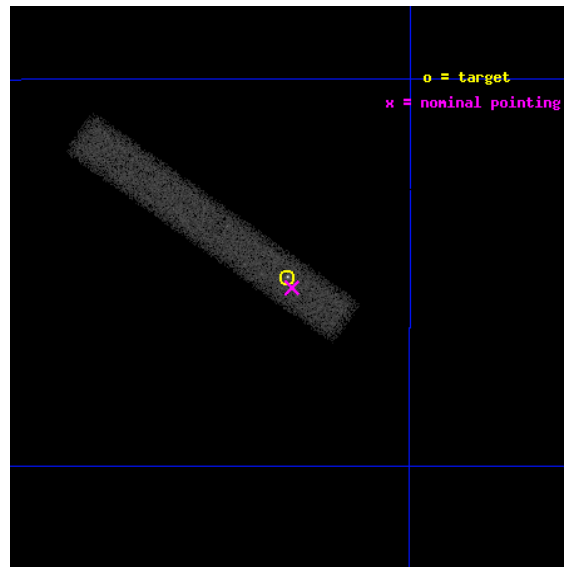 o = target
x = nominal pointing